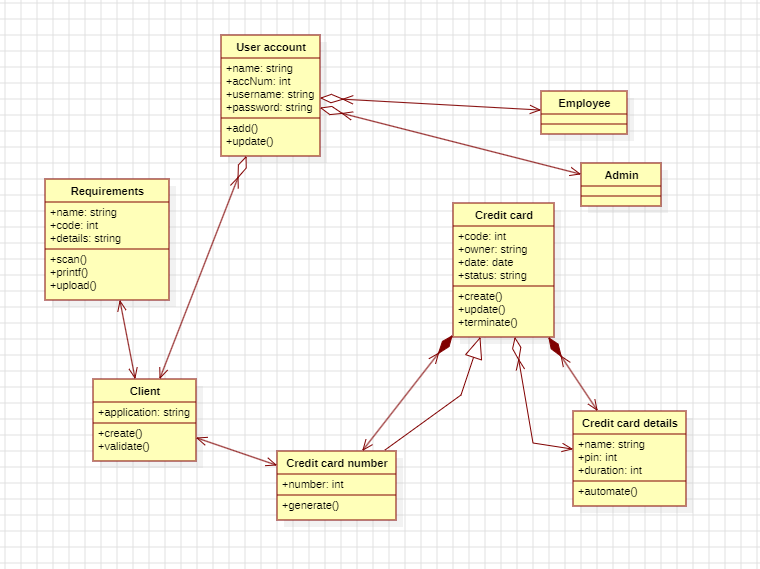 User account
+name: string
+accNum: int
+username: string
+password: string
+add()
+update()
Employee
Admin
Requirements
+name: string
+code: int
+details: string
+scan()
+printf()
+upload()
Credit card
+code: int
+owner: string
+date: date
+status: string
+create()
+update()
+terminate()
Client
+application: string
+create()
+validate()
Credit card number
+number: int
+generate()
Credit card details
+name: string
+pin: int
+duration: int
+automate()